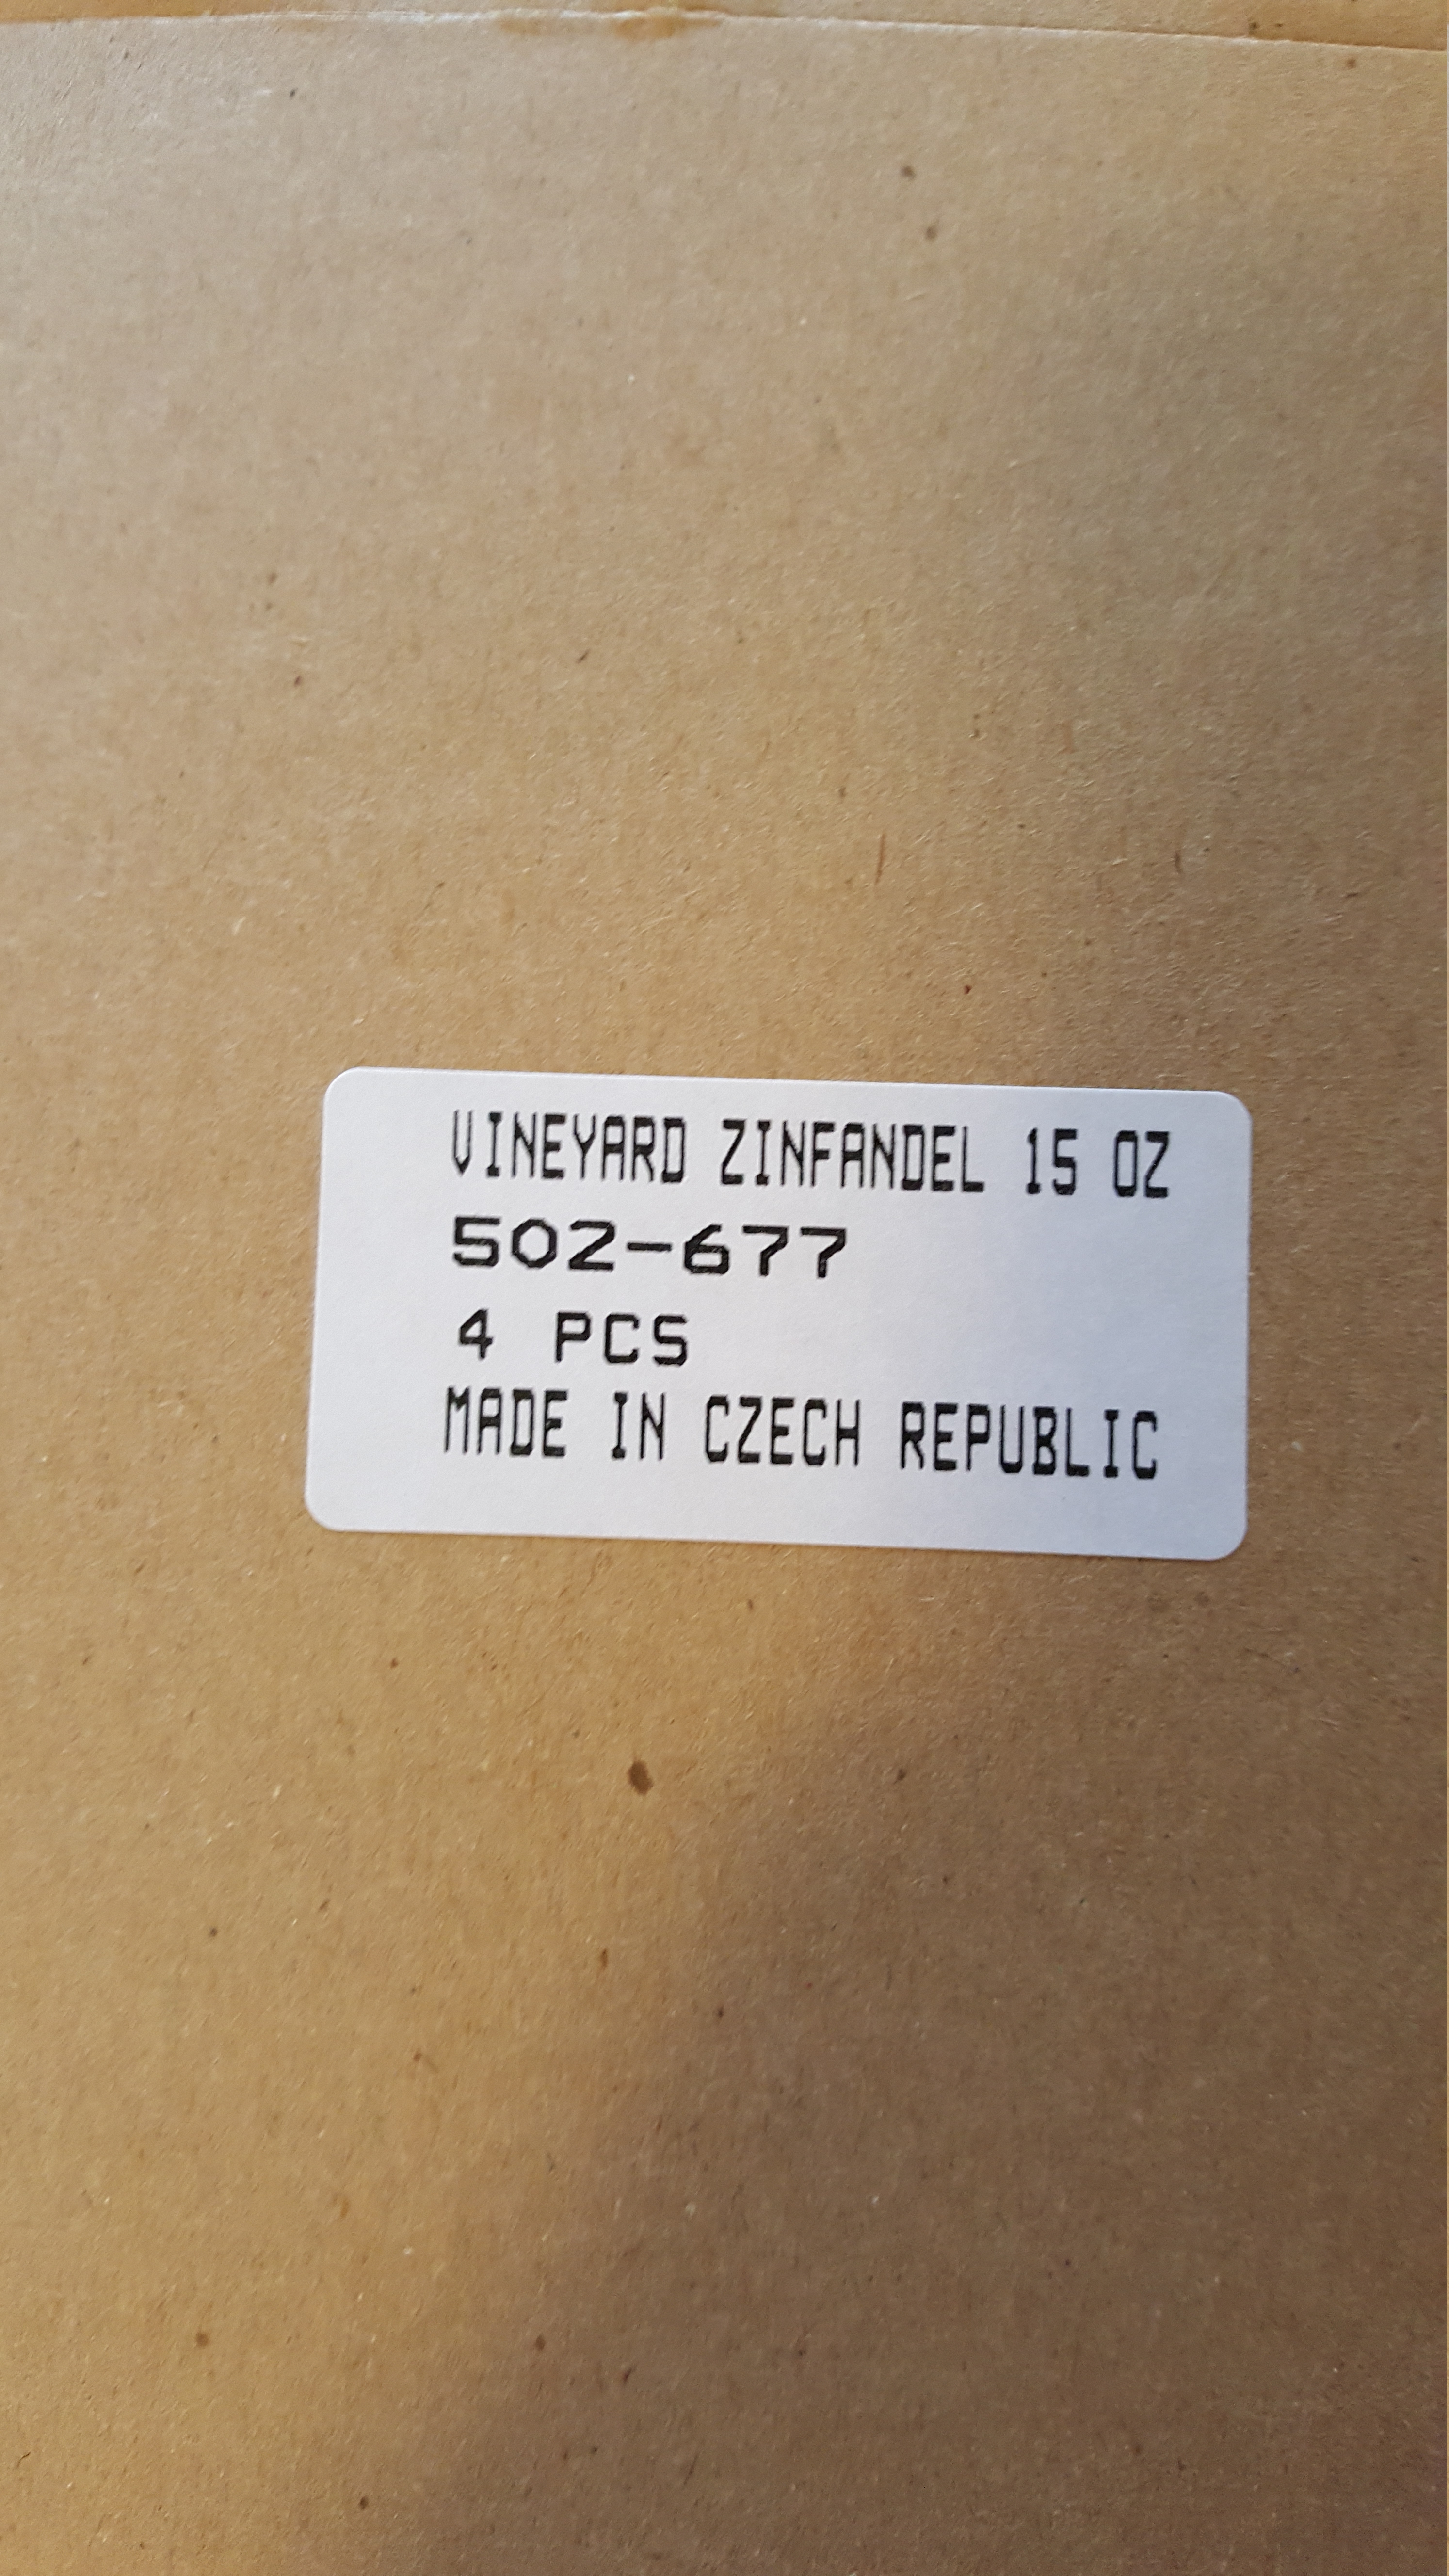 VINEYARD ZINFANDEL 15 OZ
502-677
4 PCS
MADE IN CZECH REPUBLIC